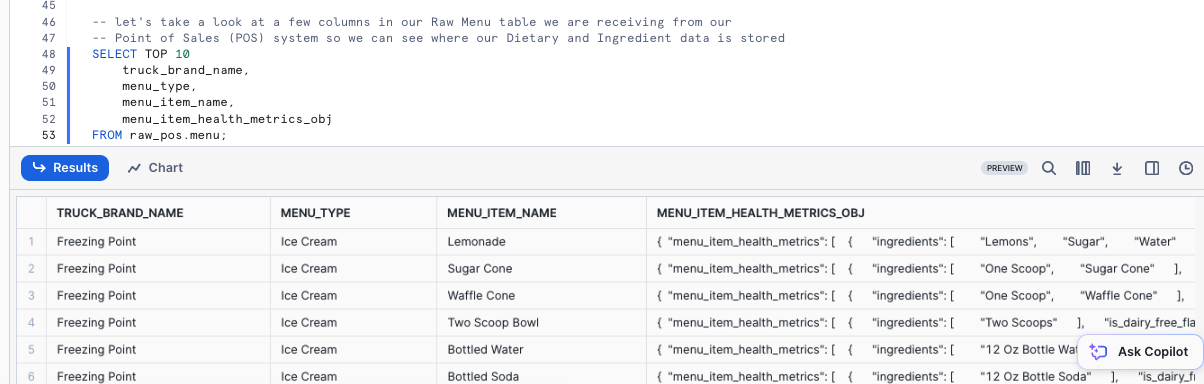 45
46 -- let's take a look at a few columns in our Raw Menu table we are receiving from our
47 -- Point of Sales (POS) system so we can see where our Dietary and Ingredient data is stored
48 SELECT TOP 10
49 truck_brand_name,
50 menu_type,
51 menu_item_name,
52 menu_item_health_metrics_obj
53 FROM raw_pos.menu;
Results Chart PREVIEW
TRUCK_BRAND_NAME MENU_TYPE MENU_ITEM_NAME MENU_ITEM_HEALTH_METRICS_OBJ
1 Freezing Point Ice Cream Lemonade { "menu_item_health_metrics": [ { "ingredients": [ "Lemons", "Sugar", "Water"
2 Freezing Point Ice Cream Sugar Cone { "menu_item_health_metrics": [ { "ingredients": [ "One Scoop", "Sugar Cone" ],
3 Freezing Point Ice Cream Waffle Cone { "menu_item_health_metrics": [ { "ingredients": [ "One Scoop", "Waffle Cone" ],
4 Freezing Point Ice Cream Two Scoop Bowl { "menu_item_health_metrics": [ { "ingredients": [ "Two Scoops" ], "is_dairy_free_fla
5 Freezing Point Ice Cream Bottled Water { "menu_item_health_metrics": [ { "ingredients": [ "12 Oz Bottle Wat
Ask Copilot
6 Freezing Point Ice Cream Bottled Soda { "menu_item_health_metrics": [ { "ingredients": [ "12 Oz Bottle Soda" ], "is_dairy_f